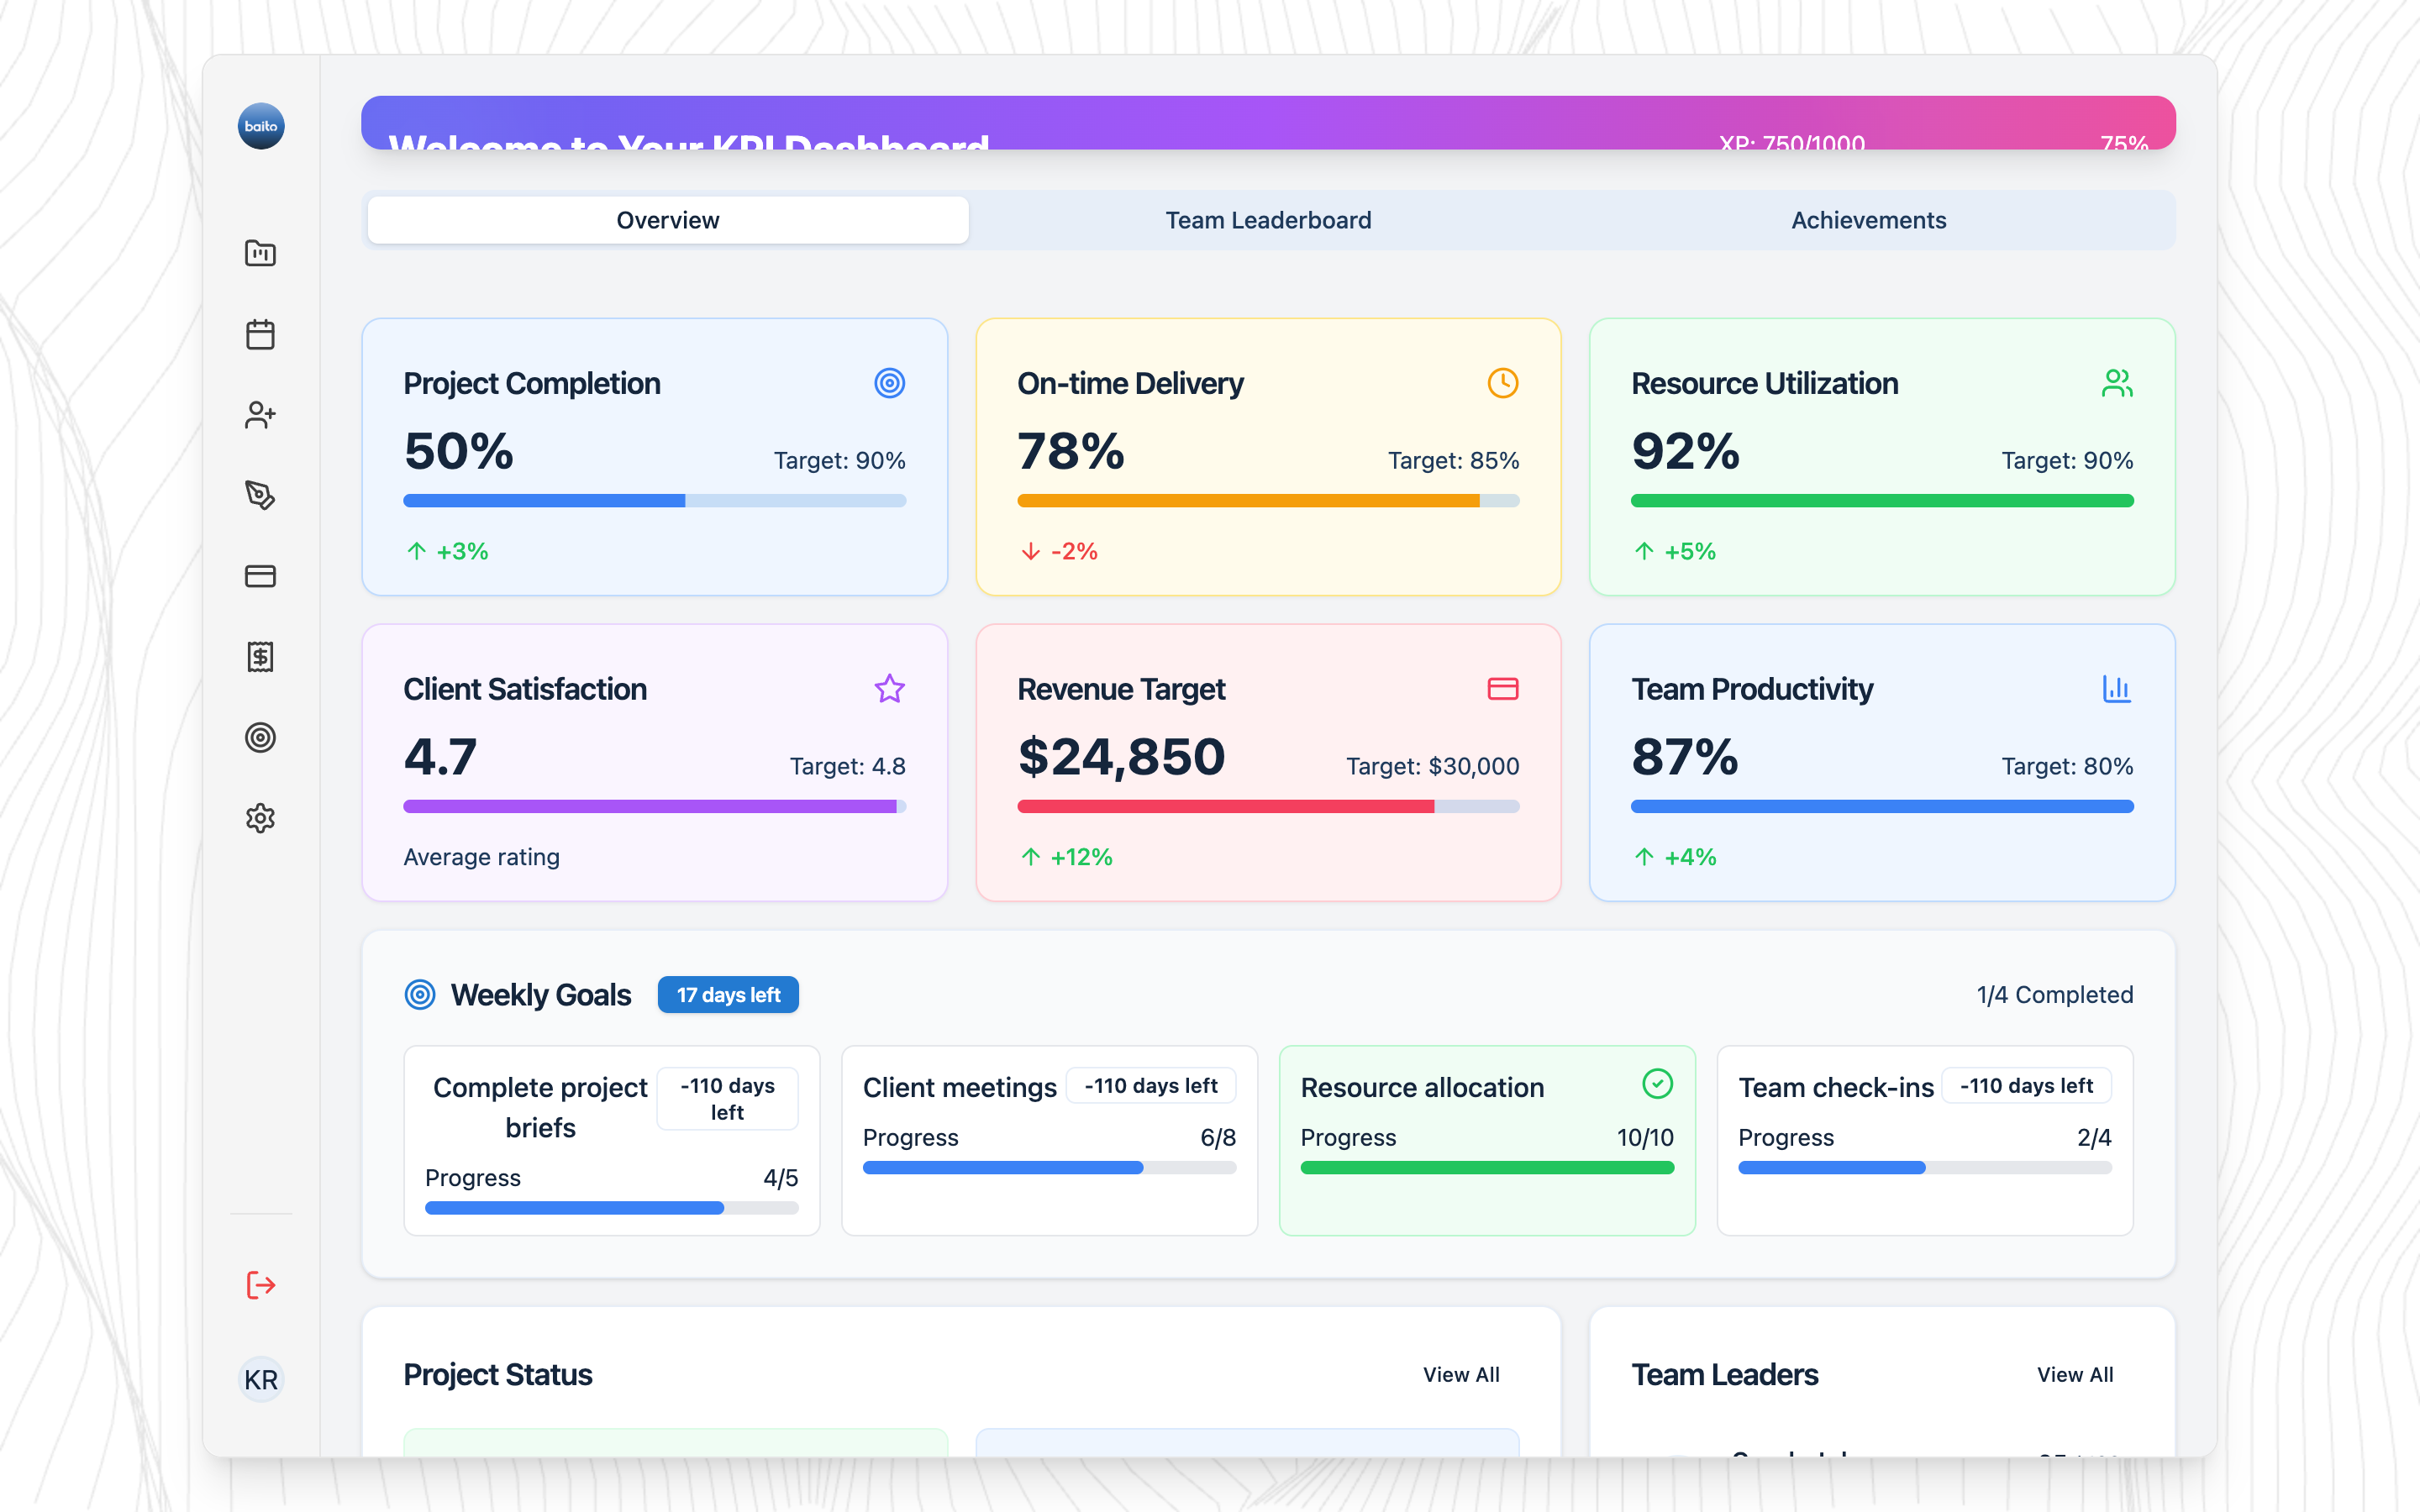 baito
Welcome to Your KPI Dashboard
XP: 750/1000
75%
Overview
Team Leaderboard
Achievements
Project Completion
50%
Target: 90%
+3%
On-time Delivery
78%
Target: 85%
-2%
Resource Utilization
92%
Target: 90%
+5%
Client Satisfaction
4.7
Target: 4.8
Average rating
Revenue Target
$24,850
Target: $30,000
+12%
Team Productivity
87%
Target: 80%
+4%
Weekly Goals
17 days left
1/4 Completed
Complete project
briefs
-110 days
left
Progress
4/5
Client meetings
-110 days left
Progress
6/8
Resource allocation
Progress
10/10
Team check-ins
-110 days left
Progress
2/4
Project Status
View All
Team Leaders
View All
KR